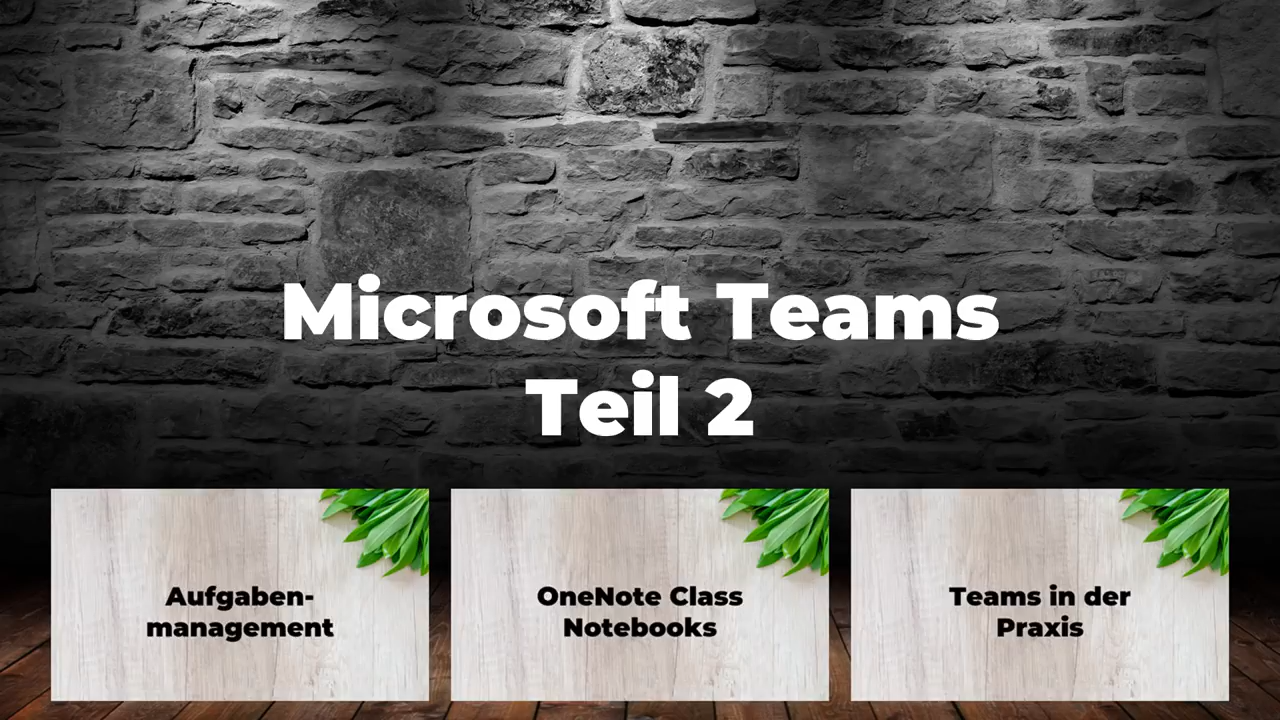 Microsoft Teams
Teil 2
Aufgaben-
management
OneNote Class
Notebooks
Teams in der
Praxis